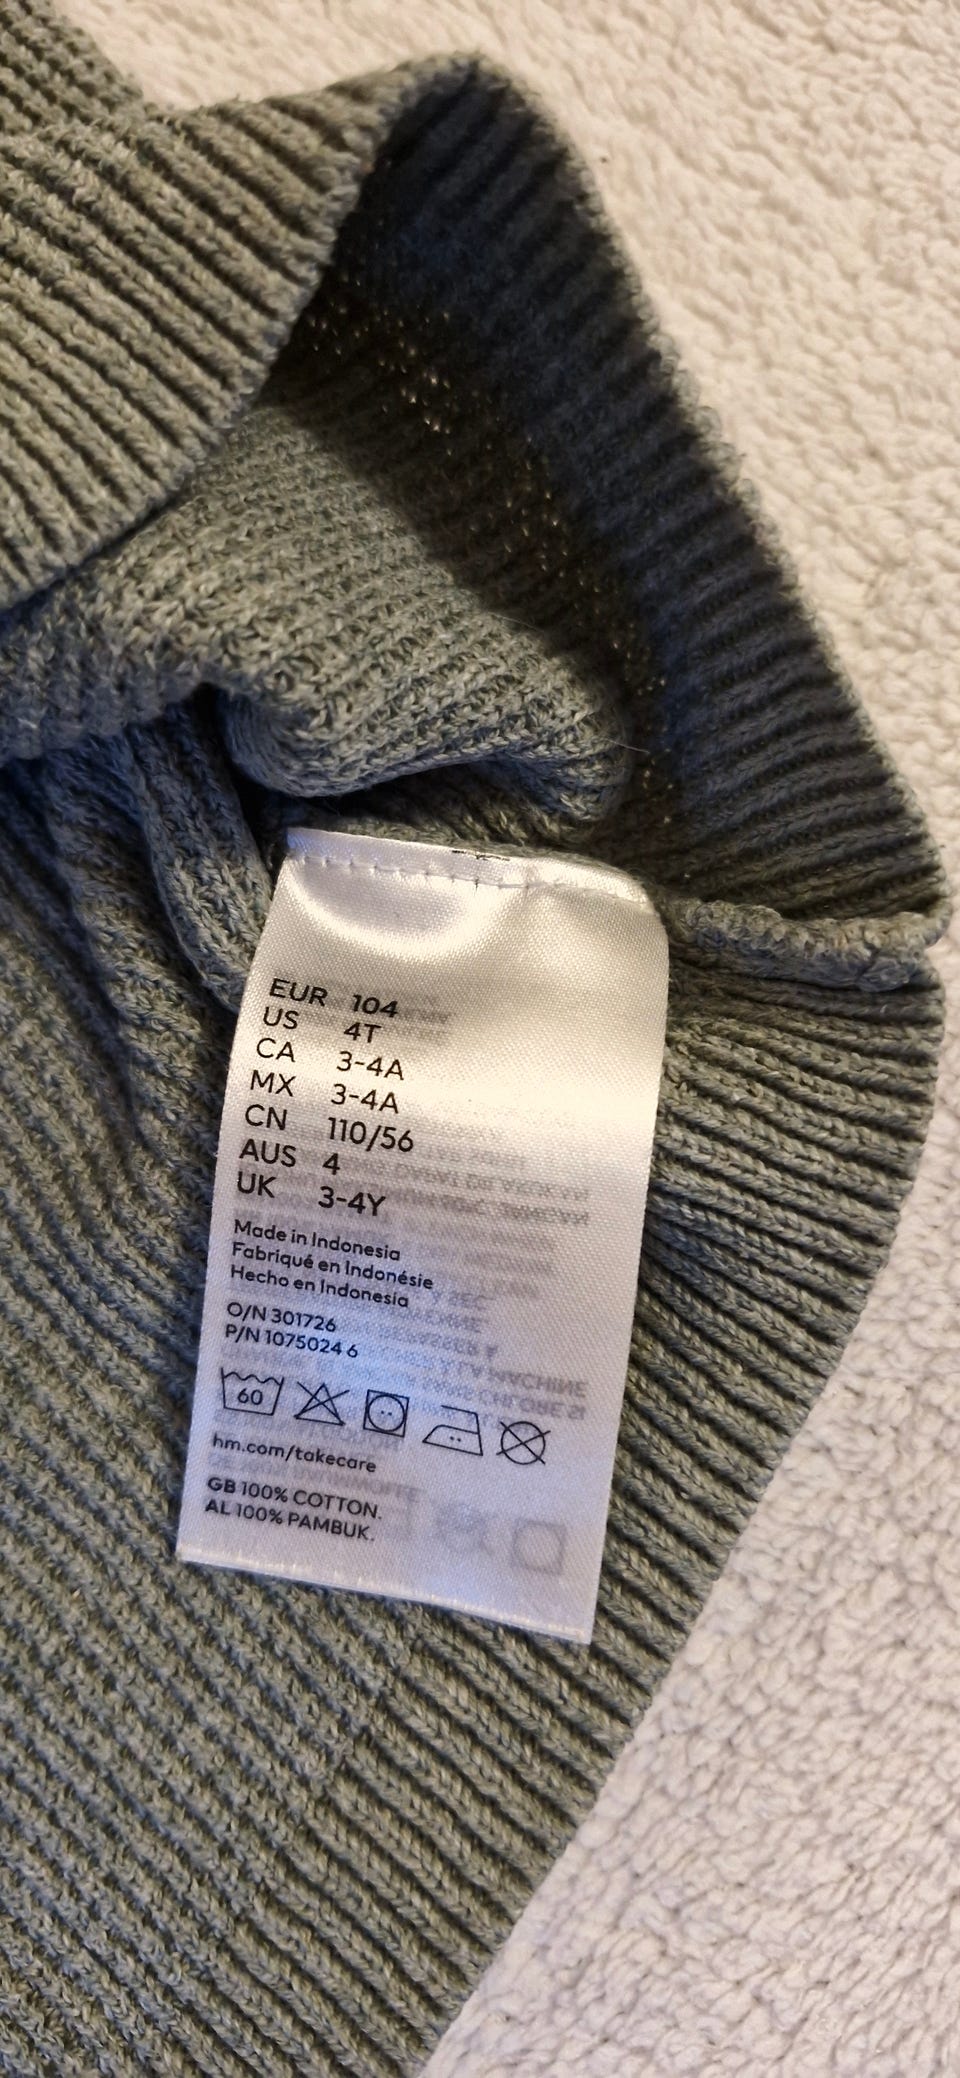 EUR 104
US 4T
CA 3-4A
MX 3-4A
CN 110/56
AUS 4
UK 3-4Y
Made in Indonesia
Fabriqué en Indonésie
Hecho en Indonesia
O/N 301726
P/N 1075024 6
60
hm.com/takecare
GB 100% COTTON.
AL 100% PAMBUK.